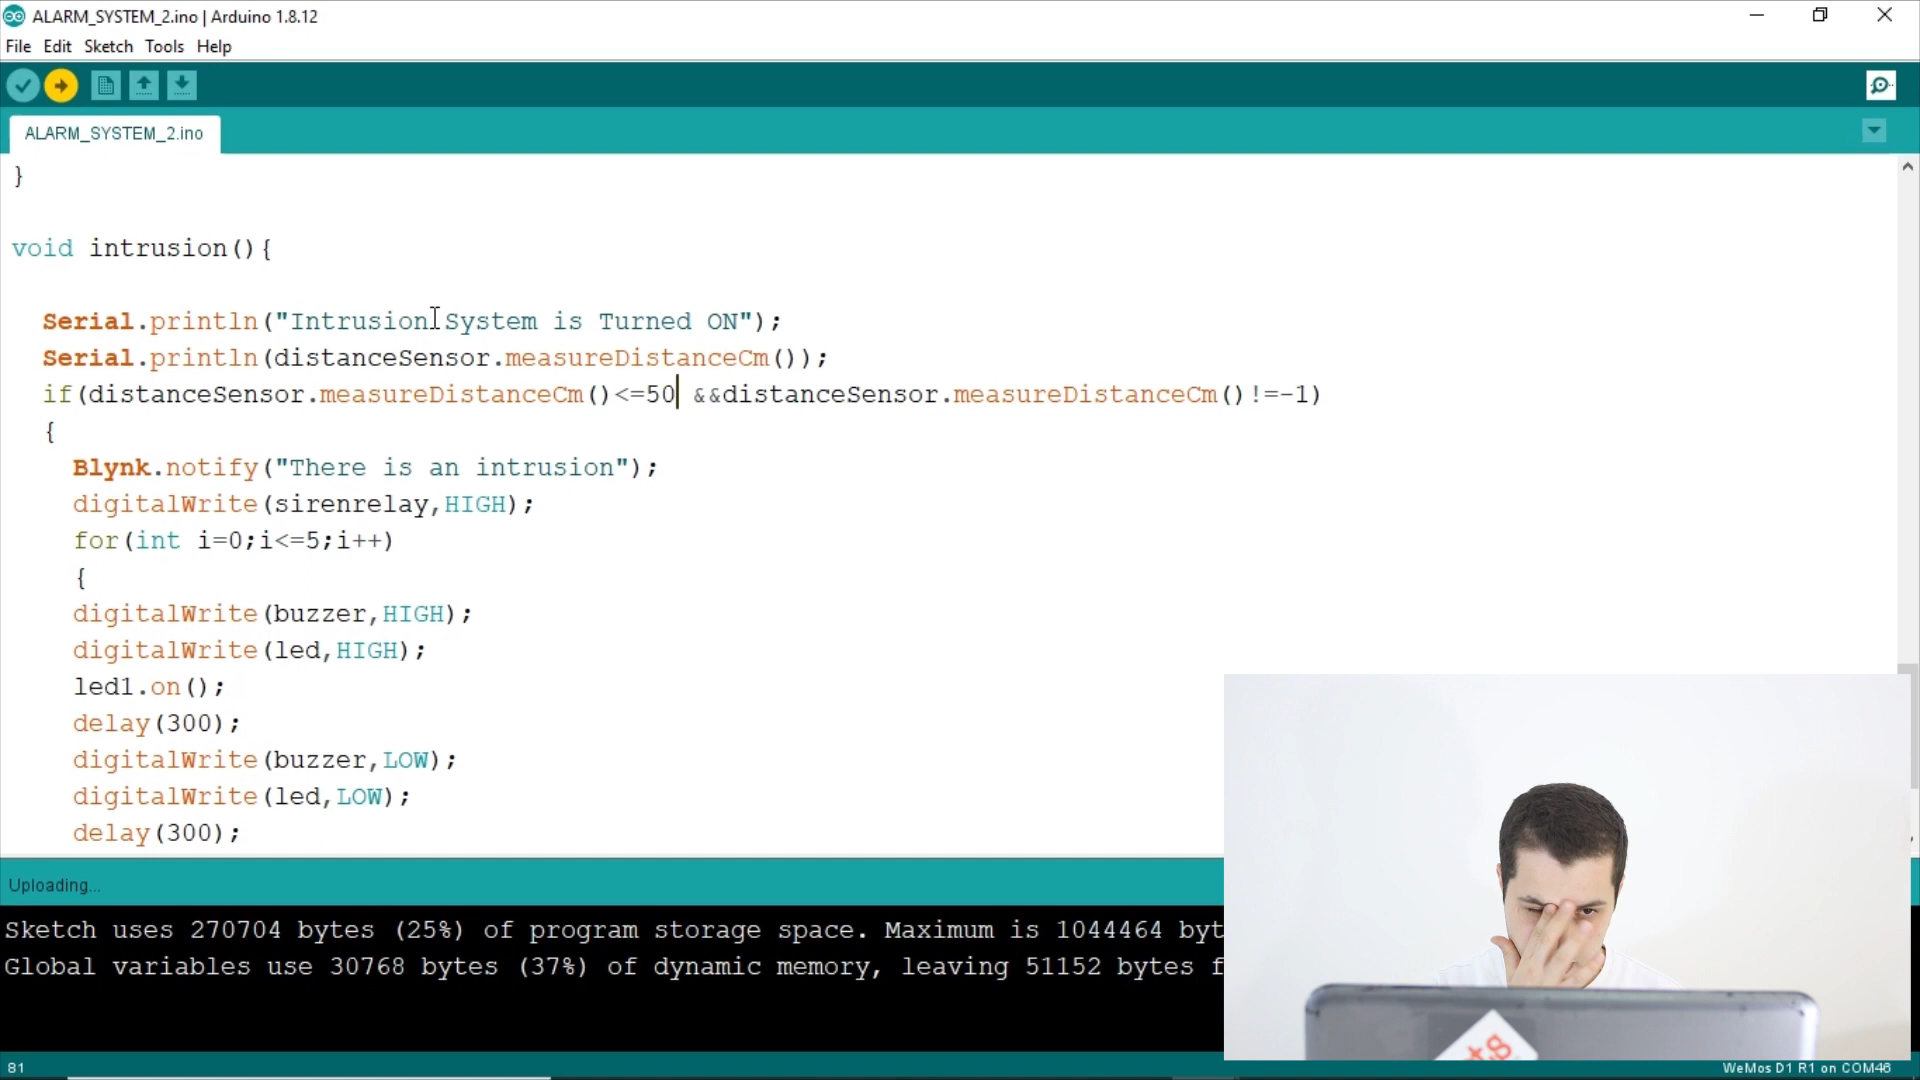 ALARM_SYSTEM_2.ino | Arduino 1.8.12
File Edit Sketch Tools Help
ALARM_SYSTEM_2.ino
}
void intrusion(){
Serial.println("Intrusion System is Turned ON");
Serial.println(distanceSensor.measureDistanceCm());
if(distanceSensor.measureDistanceCm()<=50 &&distanceSensor.measureDistanceCm()!=-1)
{
Blynk.notify("There is an intrusion");
digitalWrite(sirenrelay,HIGH);
for(int i=0;i<=5;i++)
{
digitalWrite(buzzer,HIGH);
digitalWrite(led,HIGH);
led1.on();
delay(300);
digitalWrite(buzzer,LOW);
digitalWrite(led,LOW);
delay(300);
Uploading...
Sketch uses 270704 bytes (25%) of program storage space. Maximum is 1044464 byt
Global variables use 30768 bytes (37%) of dynamic memory, leaving 51152 bytes f
81
WeMos D1 R1 on COM46